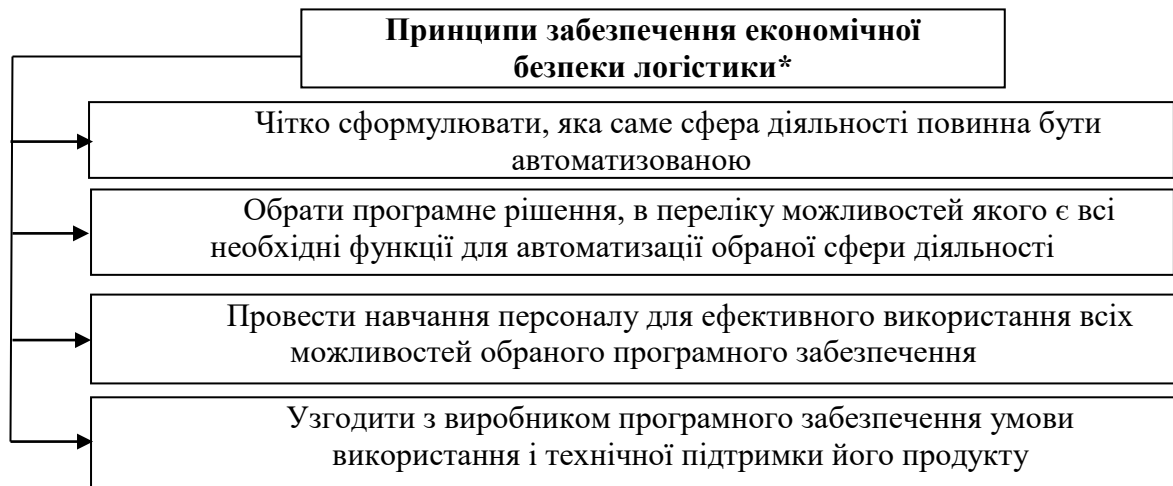 Принципи забезпечення економічної
безпеки логістики*
Чітко сформулювати, яка саме сфера діяльності повинна бути
автоматизованою
Обрати програмне рішення, в переліку можливостей якого є всі
необхідні функції для автоматизації обраної сфери діяльності
Провести навчання персоналу для ефективного використання всіх
можливостей обраного програмного забезпечення
Узгодити з виробником програмного забезпечення умови
використання і технічної підтримки його продукту